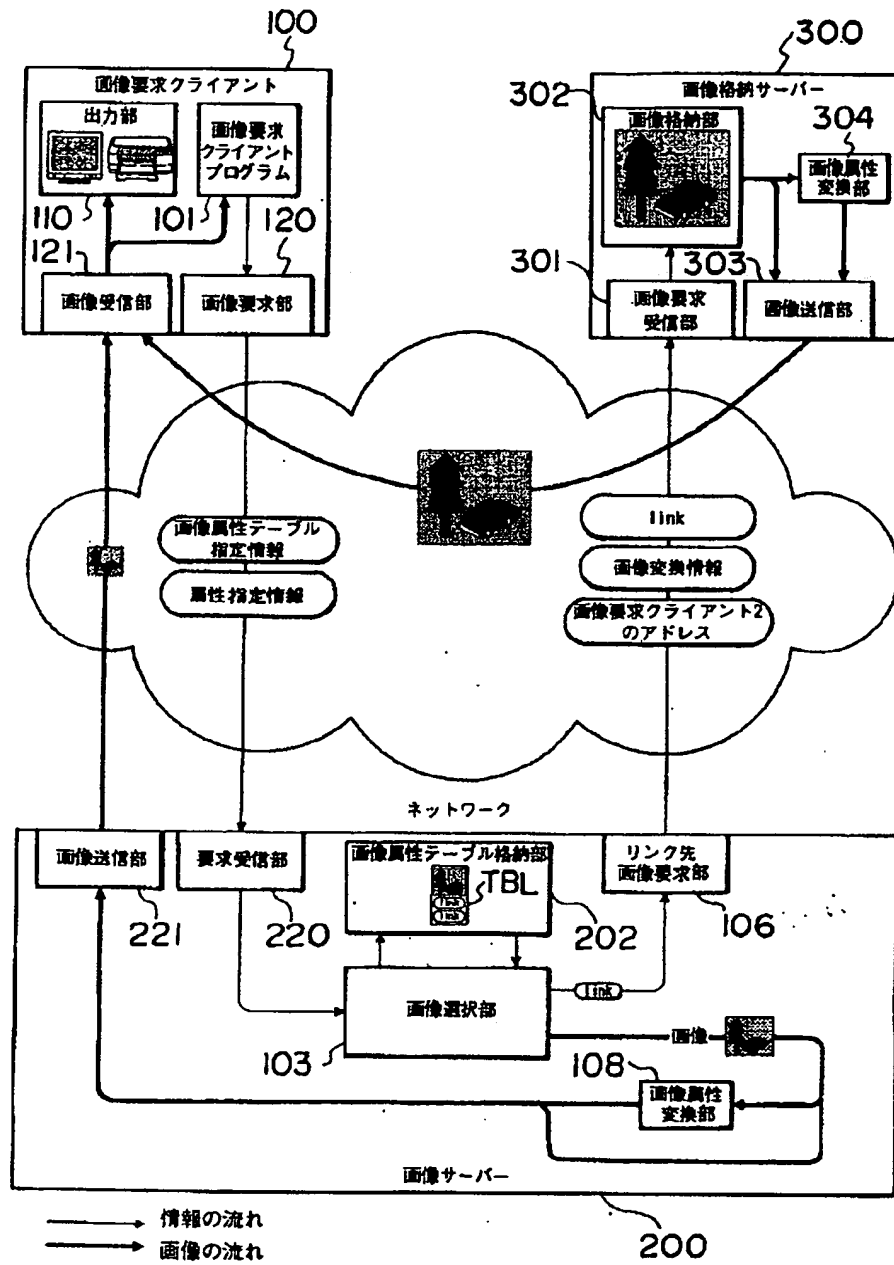 100
画像要求クライアント
出力部
画像要求
クライアント
プログラム
110
101
120
121
画像受信部
画像要求部
300
画像格納サーバー
302
画像格納部
304
画像属性
変換部
301
303
画像要求
受信部
画像送信部
画像属性テーブル
指定情報
属性指定情報
link
画像変換情報
画像要求クライアント2
のアドレス
ネットワーク
画像送信部
要求受信部
画像属性テーブル格納部
リンク先
画像要求部
link
link
TBL
221
220
202
106
画像選択部
link
103
画像
108
画像属性
変換部
画像サーバー
情報の流れ
画像の流れ
200